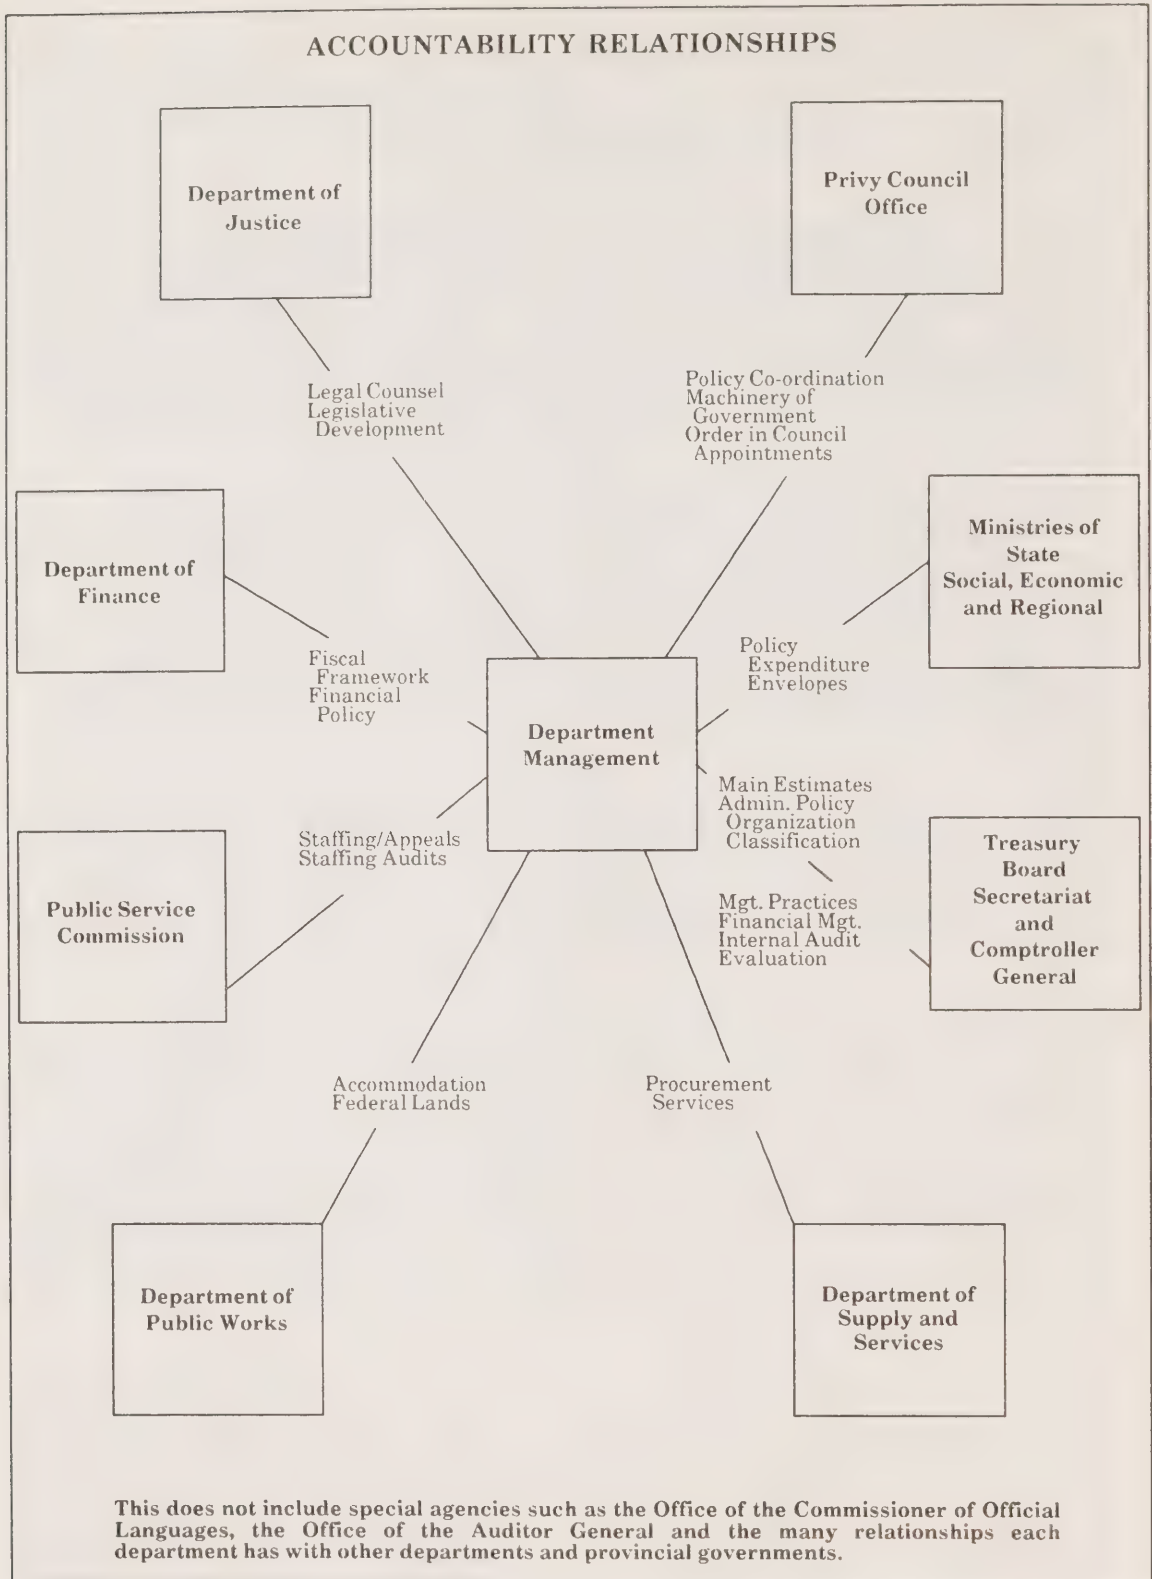 ACCOUNTABILITY RELATIONSHIPS
Department of
Justice
Privy Council
Office
Legal Counsel
Legislative
Development
Policy Co-ordination
Machinery of
Government
Order in Council
Appointments
Department of
Finance
Ministries of
State
Social, Economic
and Regional
Fiscal
Framework
Financial
Policy
Policy
Expenditure
Envelopes
Department
Management
Main Estimates
Admin. Policy
Organization
Classification
Staffing/Appeals
Staffing Audits
Public Service
Commission
Mgt. Practices
Financial Mgt.
Internal Audit
Evaluation
Treasury
Board
Secretariat
and
Comptroller
General
Accommodation
Federal Lands
Procurement
Services
Department of
Public Works
Department of
Supply and
Services
This does not include special agencies such as the Office of the Commissioner of Official
Languages, the Office of the Auditor General and the many relationships each
department has with other departments and provincial governments.